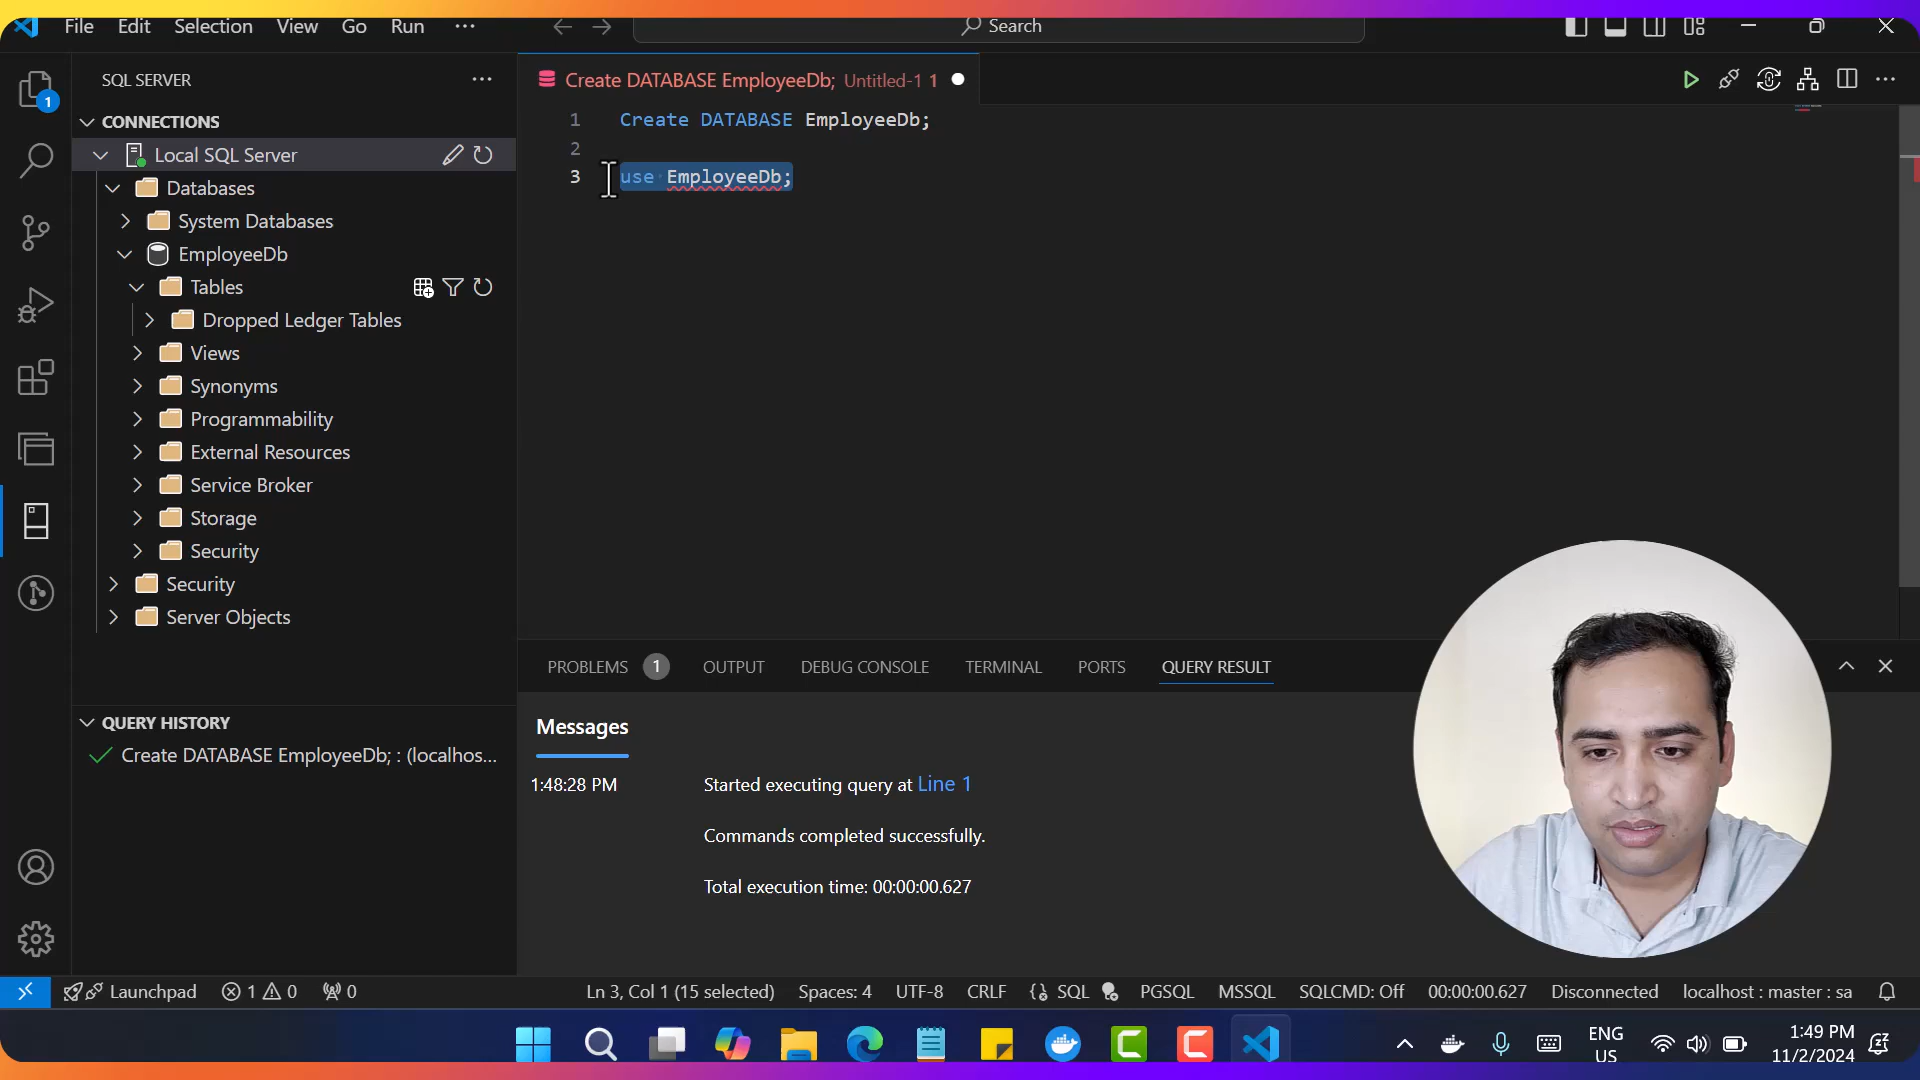 File Edit Selection View Go Run ··· Search
SQL SERVER ···
CONNECTIONS
Local SQL Server
Databases
System Databases
EmployeeDb
Tables
Dropped Ledger Tables
Views
Synonyms
Programmability
External Resources
Service Broker
Storage
Security
Security
Server Objects
QUERY HISTORY
Create DATABASE EmployeeDb; : (localhos...
1
Create DATABASE EmployeeDb; Untitled-1 1
1 Create DATABASE EmployeeDb;
2
3 use EmployeeDb;
PROBLEMS 1 OUTPUT DEBUG CONSOLE TERMINAL PORTS QUERY RESULT
Messages
1:48:28 PM Started executing query at Line 1
Commands completed successfully.
Total execution time: 00:00:00.627
Launchpad 1 0 0 Ln 3, Col 1 (15 selected) Spaces: 4 UTF-8 CRLF SQL PGSQL MSSQL SQLCMD: Off 00:00:00.627 Disconnected localhost : master : sa
ENG
US
1:49 PM
11/2/2024